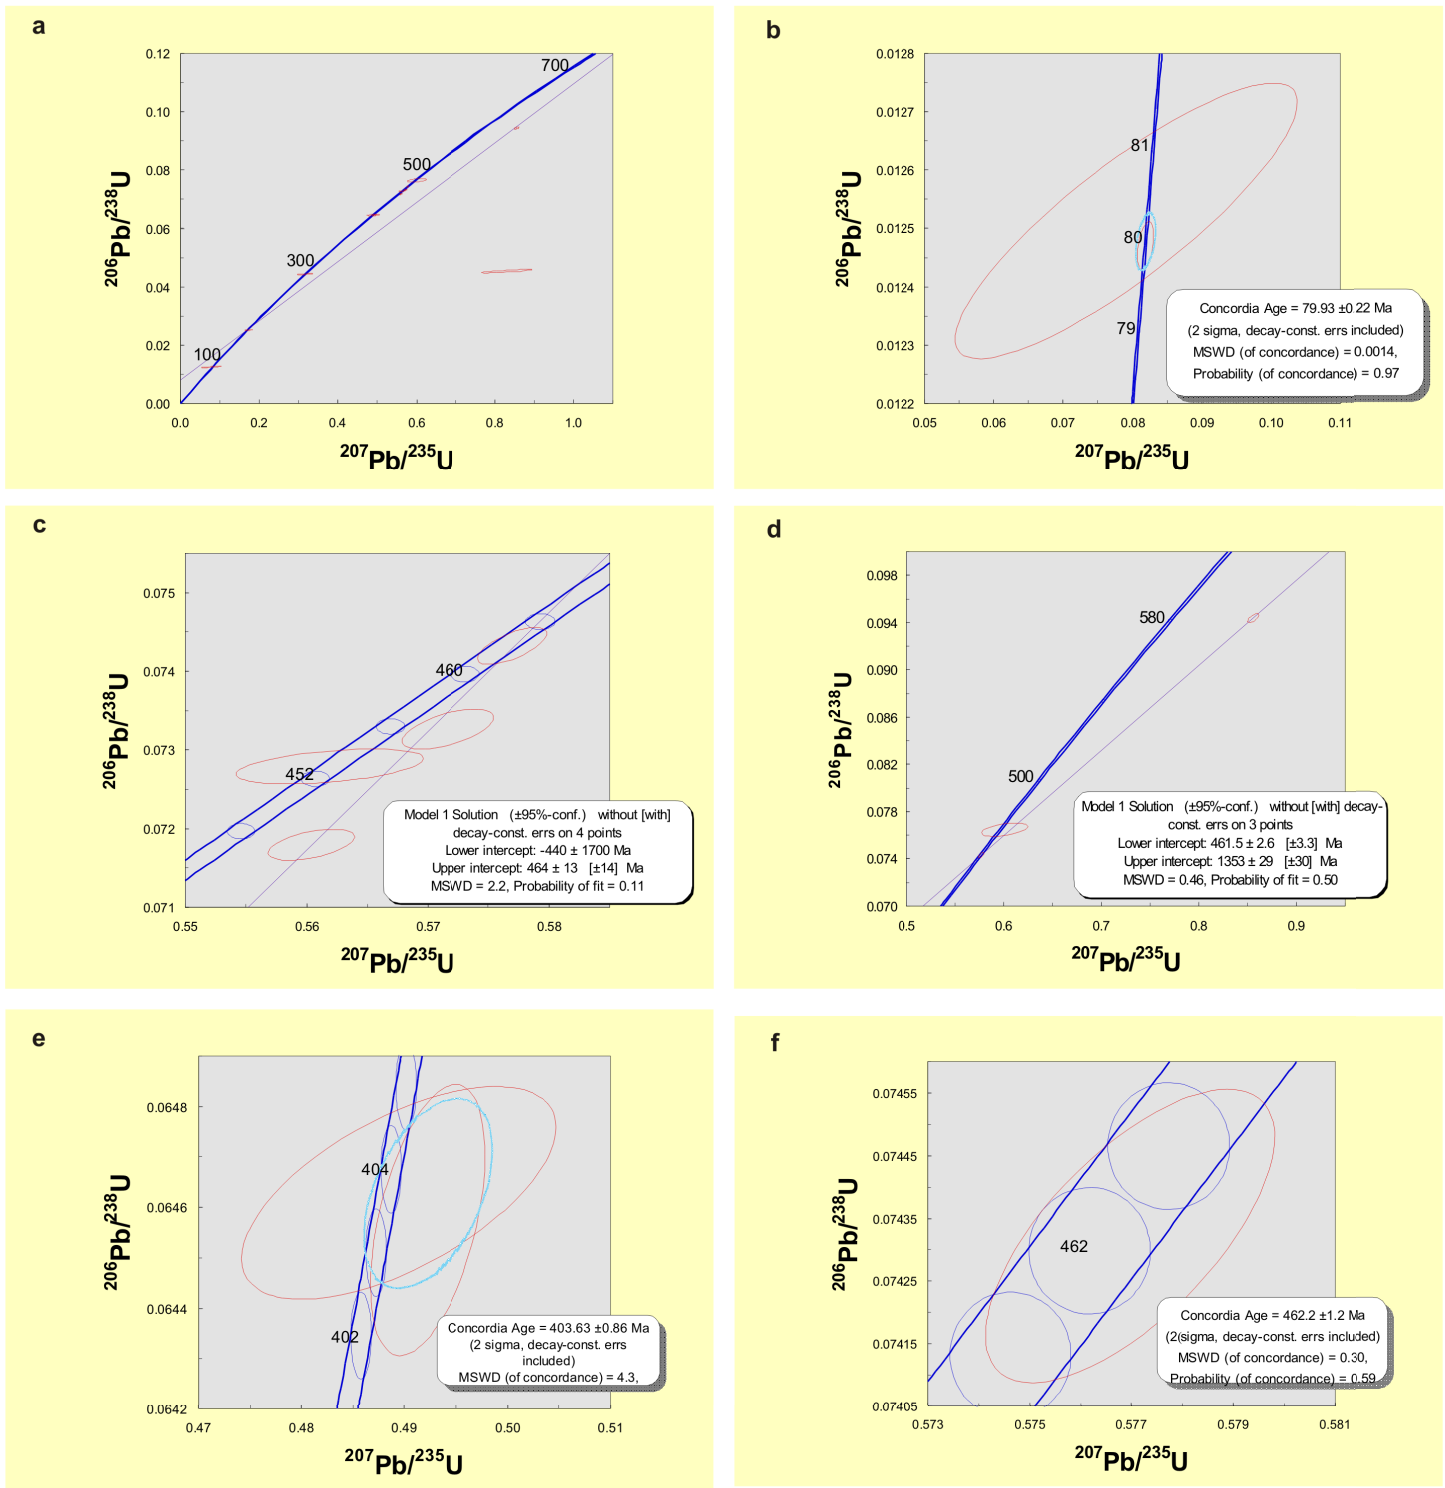 a
0.12
0.10
0.08
0.06
0.04
0.02
0.00
700
500
300
100
0.0 0.2 0.4 0.6 0.8 1.0
206Pb/238U
207Pb/235U
b
0.0128
0.0127
0.0126
0.0125
0.0124
0.0123
0.0122
81
80
79
Concordia Age = 79.93 ±0.22 Ma
(2 sigma, decay-const. errs included)
MSWD (of concordance) = 0.0014,
Probability (of concordance) = 0.97
0.05 0.06 0.07 0.08 0.09 0.10 0.11
206Pb/238U
207Pb/235U
c
0.075
0.074
0.073
0.072
0.071
460
452
Model 1 Solution (±95%-conf.) without [with]
decay-const. errs on 4 points
Lower intercept: -440 ± 1700 Ma
Upper intercept: 464 ± 13 [±14] Ma
MSWD = 2.2, Probability of fit = 0.11
0.55 0.56 0.57 0.58
206Pb/238U
207Pb/235U
d
0.098
0.094
0.090
0.086
0.082
0.078
0.074
0.070
580
500
Model 1 Solution (±95%-conf.) without [with] decay-
const. errs on 3 points
Lower intercept: 461.5 ± 2.6 [±3.3] Ma
Upper intercept: 1353 ± 29 [±30] Ma
MSWD = 0.46, Probability of fit = 0.50
0.5 0.6 0.7 0.8 0.9
206Pb/238U
207Pb/235U
e
0.0648
0.0646
0.0644
0.0642
404
402
Concordia Age = 403.63 ±0.86 Ma
(2 sigma, decay-const. errs
included)
MSWD (of concordance) = 4.3,
0.47 0.48 0.49 0.50 0.51
206Pb/238U
207Pb/235U
f
0.07455
0.07445
0.07435
0.07425
0.07415
0.07405
462
Concordia Age = 462.2 ±1.2 Ma
(2(sigma, decay-const. errs included)
MSWD (of concordance) = 0.30,
Probability (of concordance) = 0.59
0.573 0.575 0.577 0.579 0.581
206Pb/238U
207Pb/235U